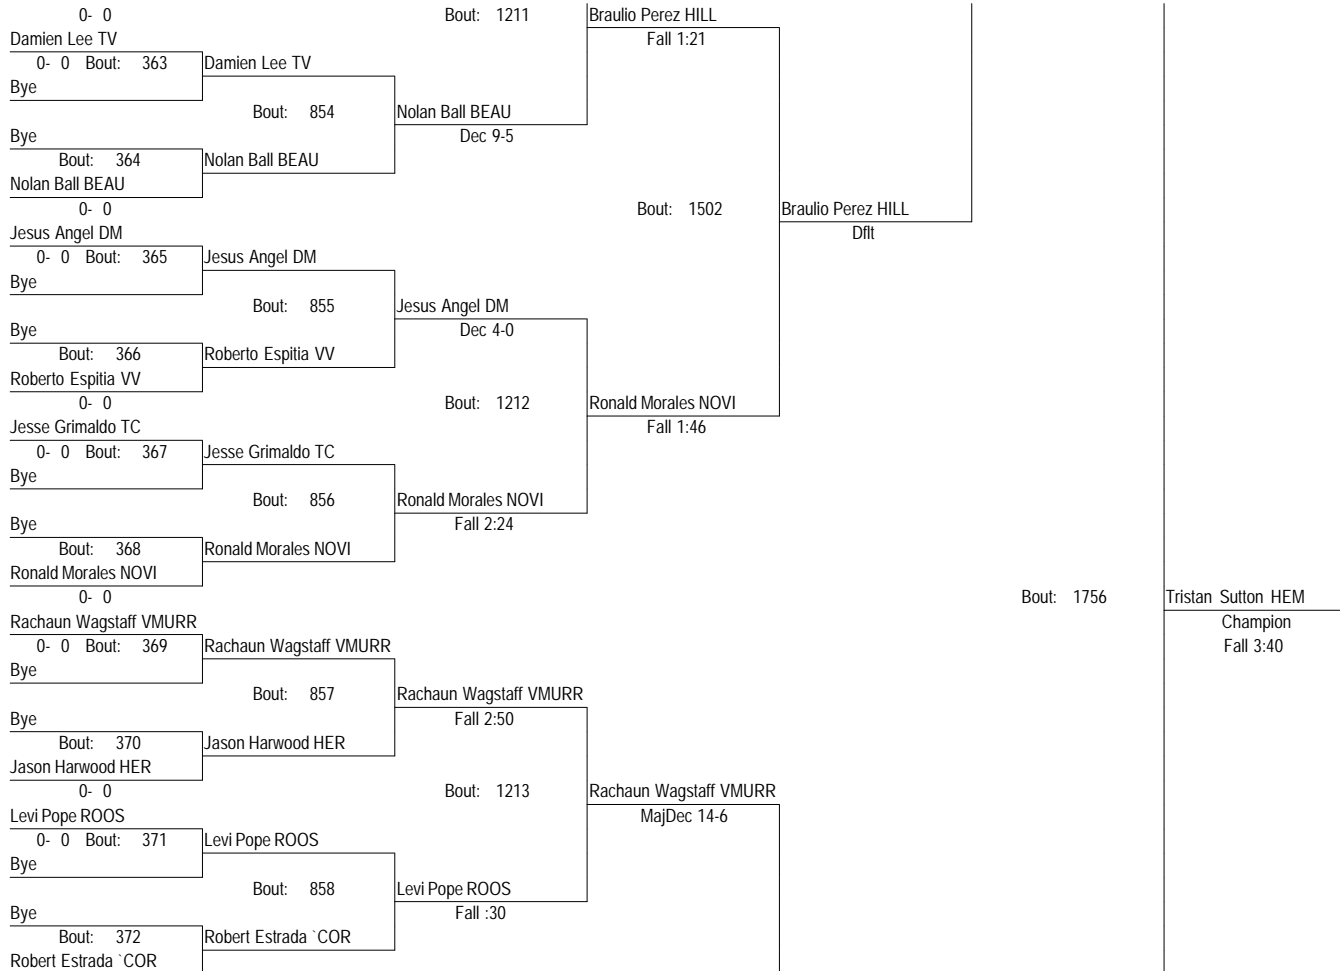 0- 0 Bout: 1211 Braulio Perez HILL
Damien Lee TV Fall 1:21
0- 0 Bout: 363 Damien Lee TV
Bye
Bout: 854 Nolan Ball BEAU
Bye Dec 9-5
Bout: 364 Nolan Ball BEAU
Nolan Ball BEAU
0- 0 Bout: 1502 Braulio Perez HILL
Jesus Angel DM Dflt
0- 0 Bout: 365 Jesus Angel DM
Bye
Bout: 855 Jesus Angel DM
Bye Dec 4-0
Bout: 366 Roberto Espitia VV
Roberto Espitia VV
0- 0 Bout: 1212 Ronald Morales NOVI
Jesse Grimaldo TC Fall 1:46
0- 0 Bout: 367 Jesse Grimaldo TC
Bye
Bout: 856 Ronald Morales NOVI
Bye Fall 2:24
Bout: 368 Ronald Morales NOVI
Ronald Morales NOVI
0- 0 Bout: 1756 Tristan Sutton HEM
Rachaun Wagstaff VMURR Champion
0- 0 Bout: 369 Rachaun Wagstaff VMURR Fall 3:40
Bye
Bout: 857 Rachaun Wagstaff VMURR
Bye Fall 2:50
Bout: 370 Jason Harwood HER
Jason Harwood HER
0- 0 Bout: 1213 Rachaun Wagstaff VMURR
Levi Pope ROOS MajDec 14-6
0- 0 Bout: 371 Levi Pope ROOS
Bye
Bout: 858 Levi Pope ROOS
Bye Fall :30
Bout: 372 Robert Estrada `COR
Robert Estrada `COR